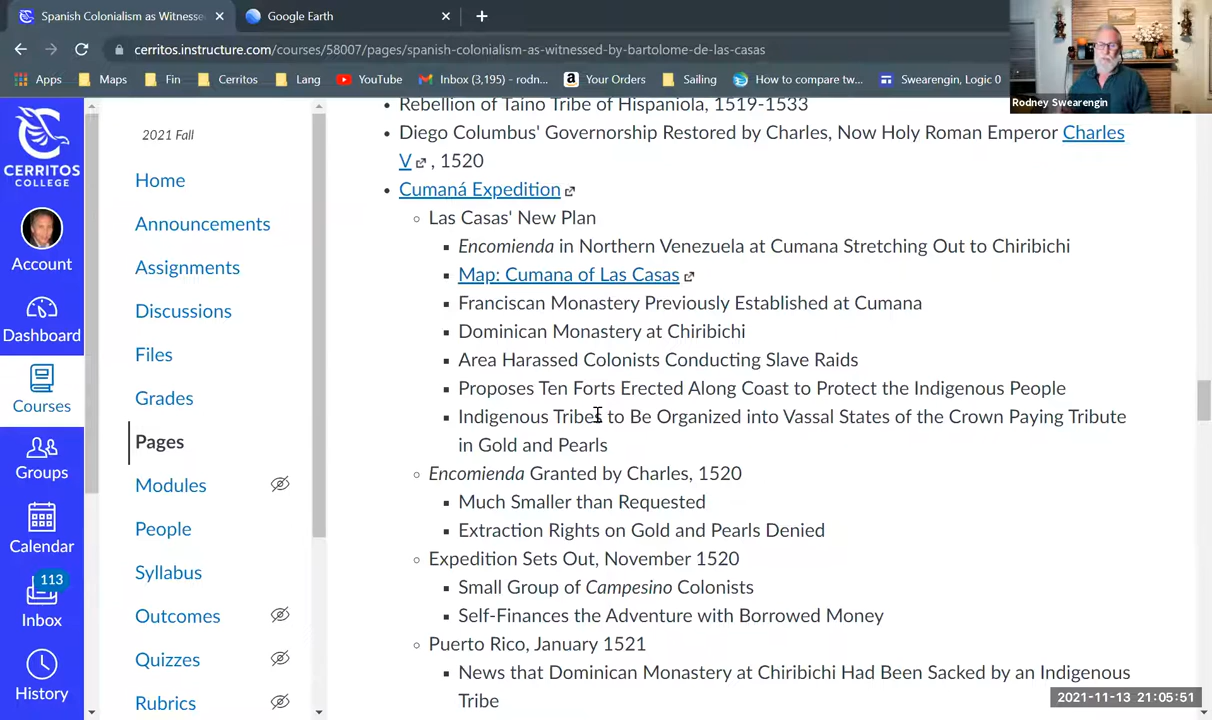 Spanish Colonialism as Witnesse
Google Earth
cerritos.instructure.com/courses/58007/pages/spanish-colonialism-as-witnessed-by-bartolome-de-las-casas
Apps
Maps
Fin
Cerritos
Lang
YouTube
Inbox (3,195) - rodn...
Your Orders
Sailing
How to compare tw...
Swearengin, Logic 0
Rodney Swearengin
CERRITOS
COLLEGE
Account
Dashboard
Courses
Groups
Calendar
113
Inbox
History
2021 Fall
Home
Announcements
Assignments
Discussions
Files
Grades
Pages
Modules
People
Syllabus
Outcomes
Quizzes
Rubrics
Rebellion of Taino Tribe of Hispaniola, 1519-1533
• Diego Columbus' Governorship Restored by Charles, Now Holy Roman Emperor Charles
V , 1520
• Cumaná Expedition
Las Casas' New Plan
Encomienda in Northern Venezuela at Cumana Stretching Out to Chiribichi
Map: Cumana of Las Casas
Franciscan Monastery Previously Established at Cumana
Dominican Monastery at Chiribichi
Area Harassed Colonists Conducting Slave Raids
Proposes Ten Forts Erected Along Coast to Protect the Indigenous People
Indigenous Tribes to Be Organized into Vassal States of the Crown Paying Tribute
in Gold and Pearls
Encomienda Granted by Charles, 1520
Much Smaller than Requested
Extraction Rights on Gold and Pearls Denied
Expedition Sets Out, November 1520
Small Group of Campesino Colonists
Self-Finances the Adventure with Borrowed Money
Puerto Rico, January 1521
News that Dominican Monastery at Chiribichi Had Been Sacked by an Indigenous
Tribe
2021-11-13 21:05:51